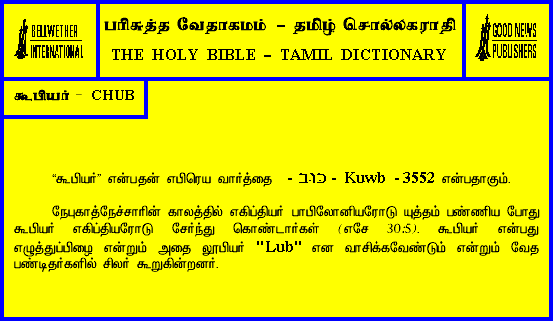 BELLWETHER
INTERNATIONAL
பரிசுத்த வேதாகமம் – தமிழ் சொல்லகராதி
THE HOLY BIBLE – TAMIL DICTIONARY
GOOD NEWS
PUBLISHERS
கூபியர் - CHUB
“கூபியர்” என்பதன் எபிரெய வார்த்தை - כוב - Kuwb - 3552 என்பதாகும்.
நேபுகாத்நேச்சாரின் காலத்தில் எகிப்தியர் பாபிலோனியரோடு யுத்தம் பண்ணிய போது
கூபியர் எகிப்தியரோடு சேர்ந்து கொண்டார்கள் (எசே 30:5). கூபியர் என்பது
எழுத்துப்பிழை என்றும் அதை லூபியர் "Lub" என வாசிக்கவேண்டும் என்றும் வேத
பண்டிதர்களில் சிலர் கூறுகின்றனர்.